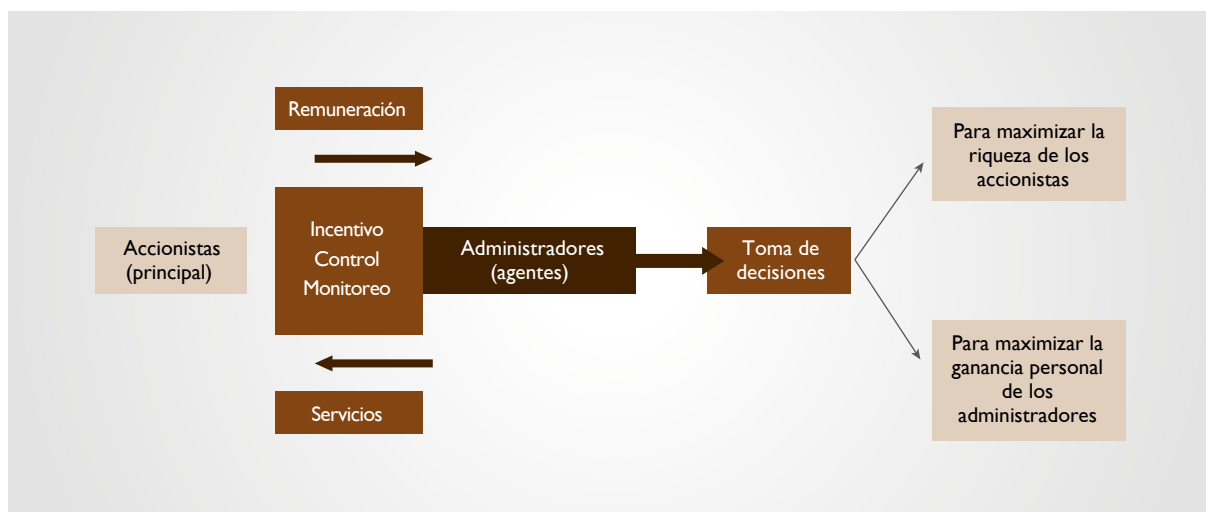 Remuneración
Accionistas
(principal)
Incentivo
Control
Monitoreo
Administradores
(agentes)
Servicios
Toma de
decisiones
Para maximizar la
riqueza de los
accionistas
Para maximizar la
ganancia personal
de los
administradores